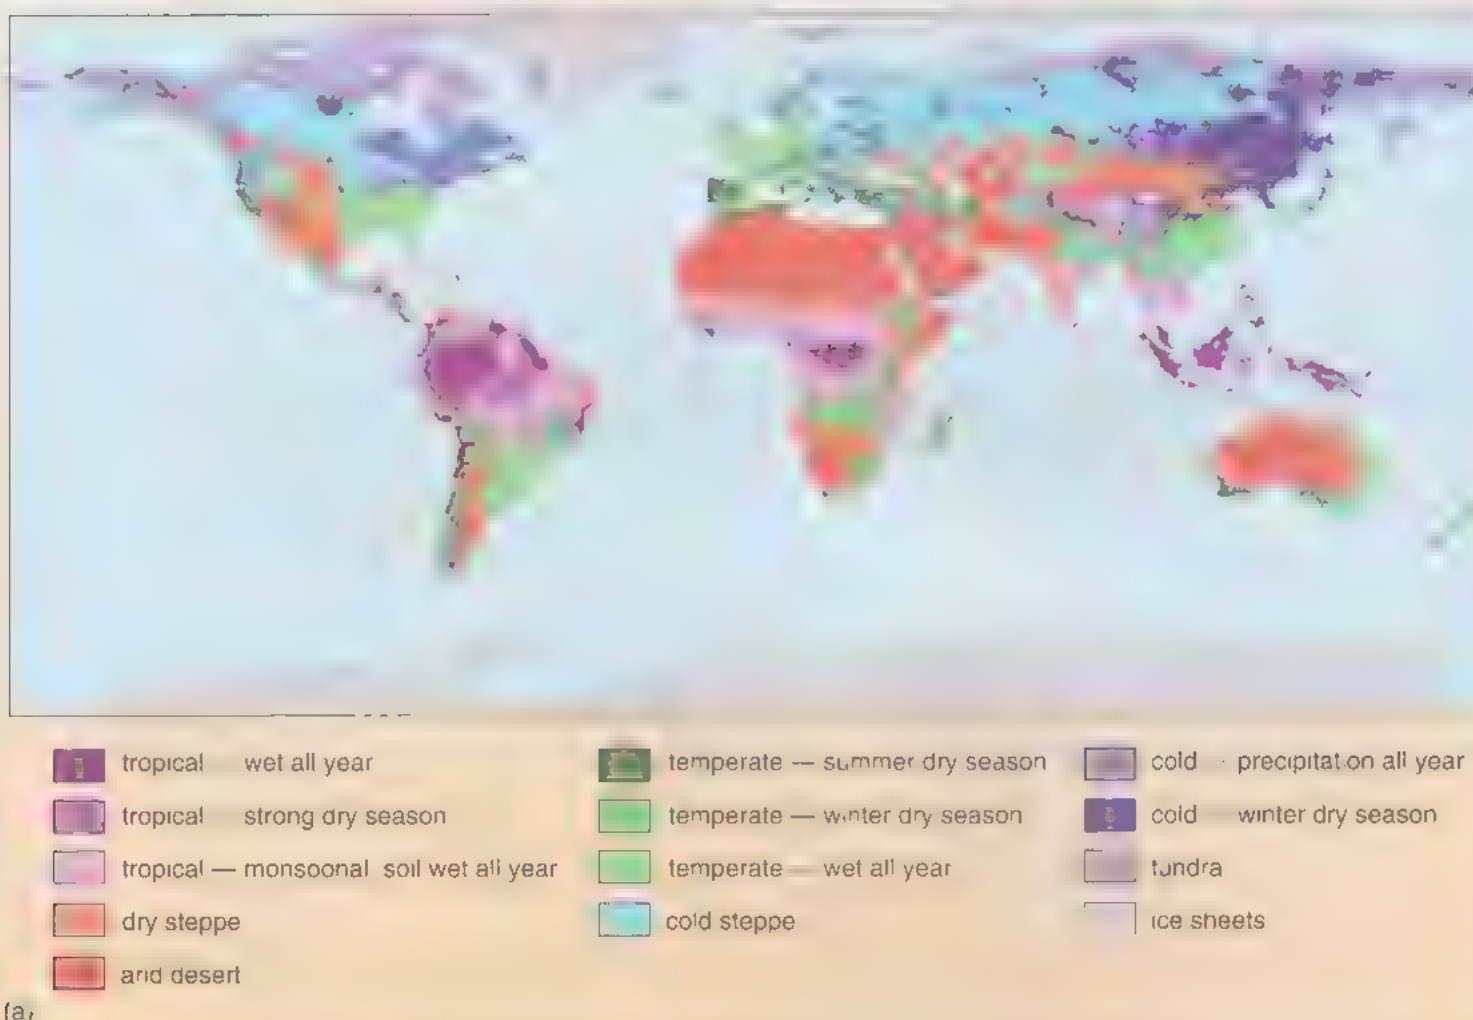 tropical — wet all year
tropical — strong dry season
tropical — monsoonal soil wet all year
dry steppe
arid desert
temperate — summer dry season
temperate — winter dry season
temperate — wet all year
cold steppe
cold — precipitation all year
cold — winter dry season
tundra
ice sheets
(a)